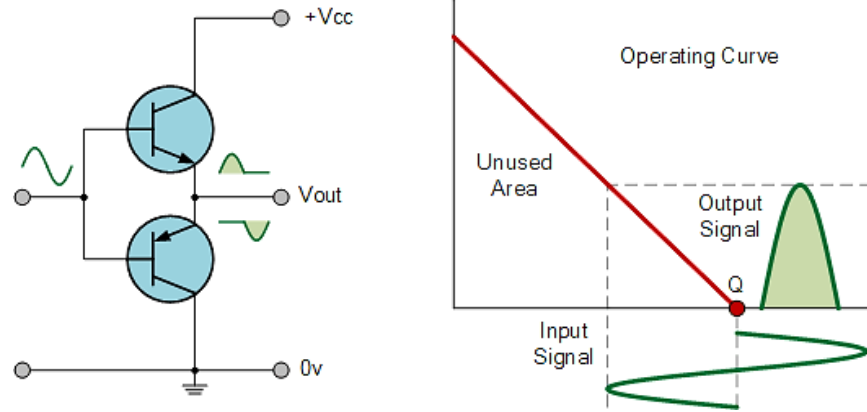 +Vcc
Vout
0v
Operating Curve
Unused
Area
Output
Signal
Q
Input
Signal